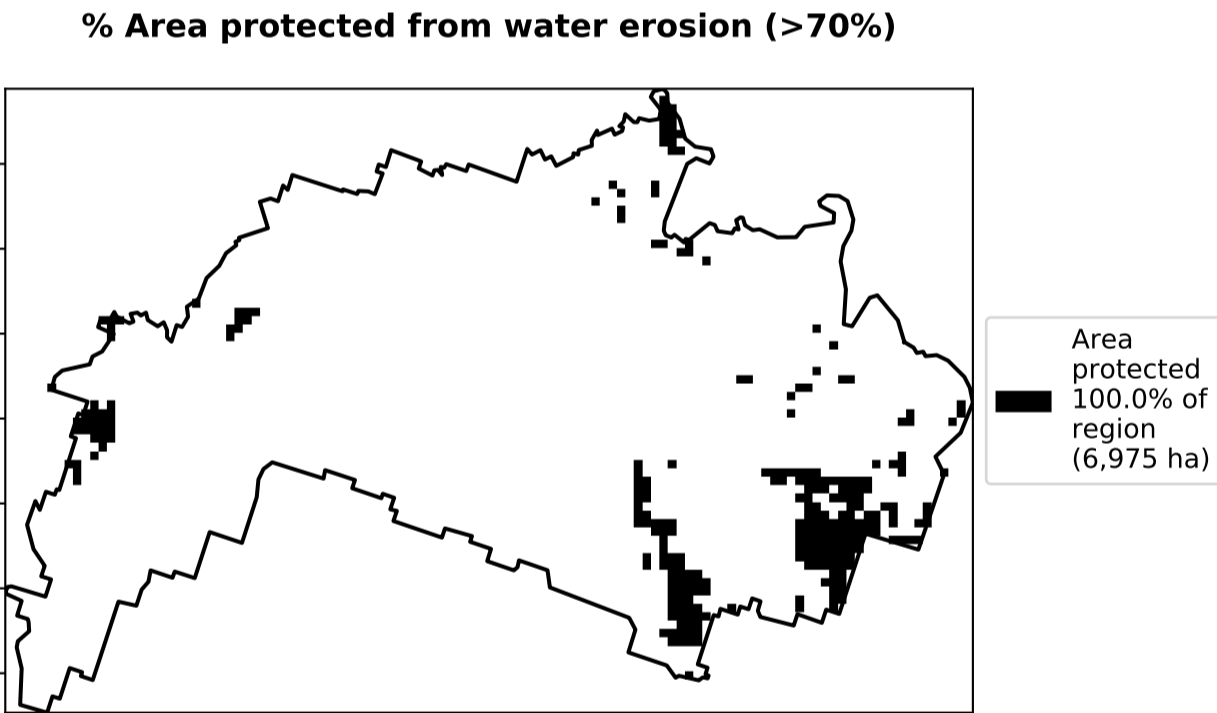 % Area protected from water erosion (>70%)
Area
protected
100.0% of
region
(6,975 ha)